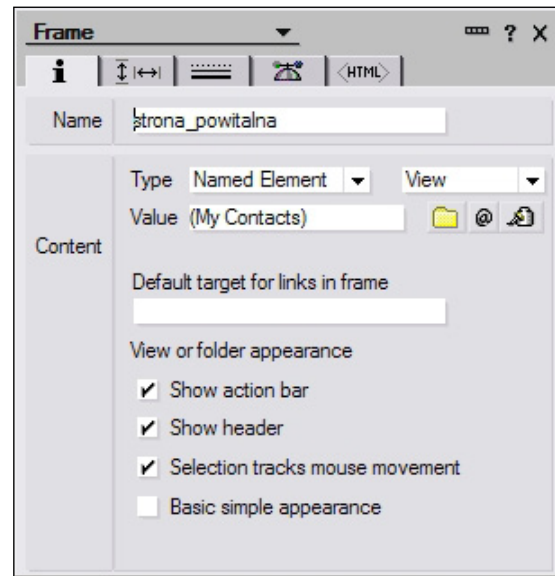 Frame ?
i <HTML>
Name strona_powitalna
Type Named Element View
Value (My Contacts) @
Content
Default target for links in frame
View or folder appearance
Show action bar
Show header
Selection tracks mouse movement
Basic simple appearance